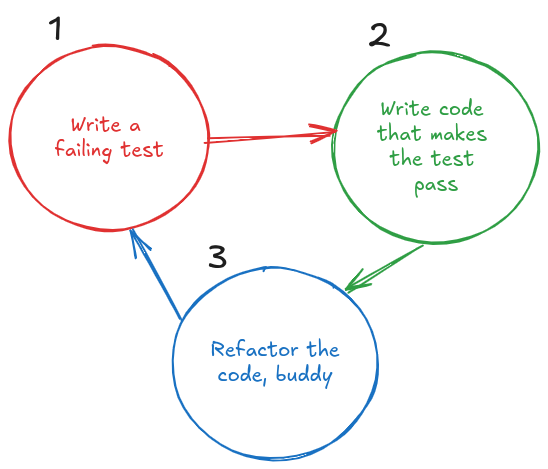 1
Write a
failing test
2
Write code
that makes
the test
pass
3
Refactor the
code, buddy